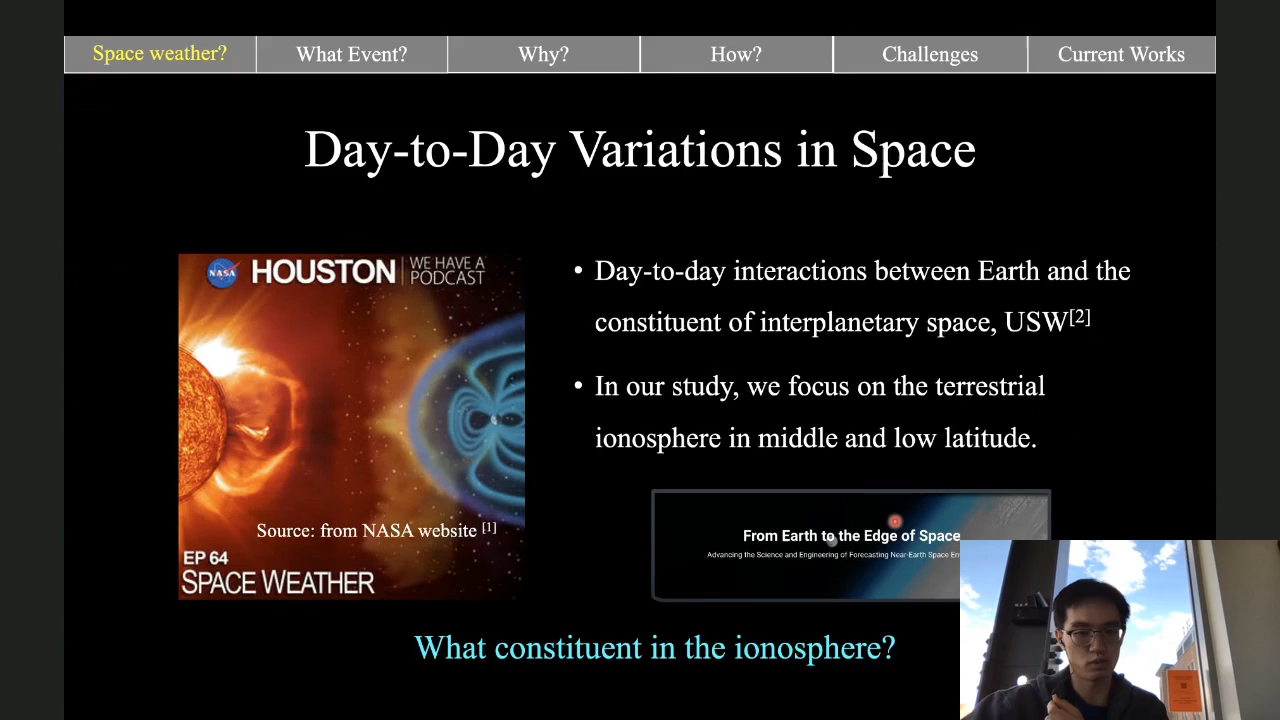 Space weather?
What Event?
Why?
How?
Challenges
Current Works
Day-to-Day Variations in Space
NASA
HOUSTON
WE HAVE A
PODCAST
• Day-to-day interactions between Earth and the
constituent of interplanetary space, USW[2]
• In our study, we focus on the terrestrial
ionosphere in middle and low latitude.
Source: from NASA website [1]
EP 64
SPACE WEATHER
From Earth to the Edge of Space
Advancing the Science and Engineering of Forecasting Near-Earth Space
What constituent in the ionosphere?